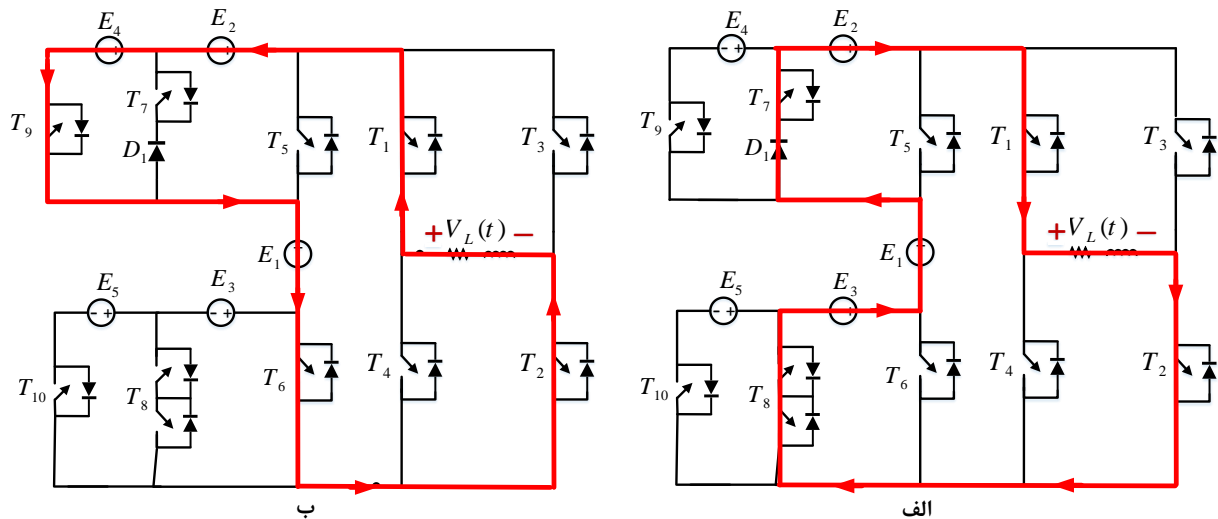 E4
E2
T9
T7
D1
T5
T1
T3
+ VL(t) −
E1
E5
E3
T10
T8
T6
T4
T2
ب
E4
E2
T9
T7
D1
T5
T1
T3
+ VL(t) −
E1
E5
E3
T10
T8
T6
T4
T2
الف